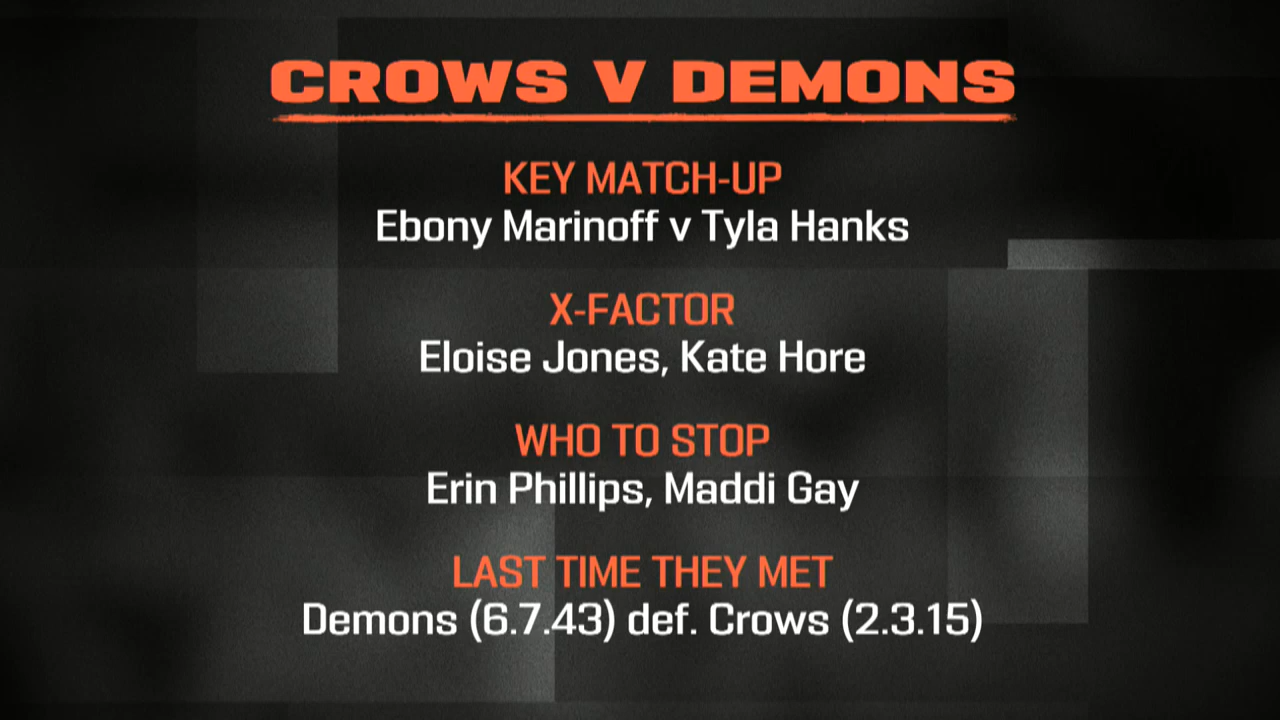 CROWS V DEMONS
KEY MATCH-UP
Ebony Marinoff v Tyla Hanks
X-FACTOR
Eloise Jones, Kate Hore
WHO TO STOP
Erin Phillips, Maddi Gay
LAST TIME THEY MET
Demons (6.7.43) def. Crows (2.3.15)